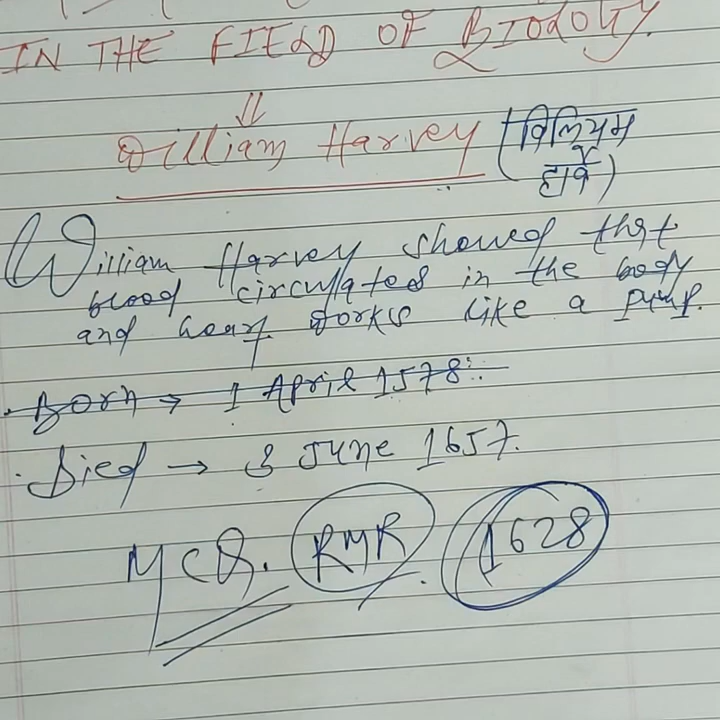 IN THE FIELD OF BIOLOGY.
⇓
William Harvey (विलियम
हार्वे)
William Harvey showed that
blood circulated in the body
and heart works like a pump.
Born → 1 April 1578
Died → 3 June 1657.
MCQ. RMR. 1628